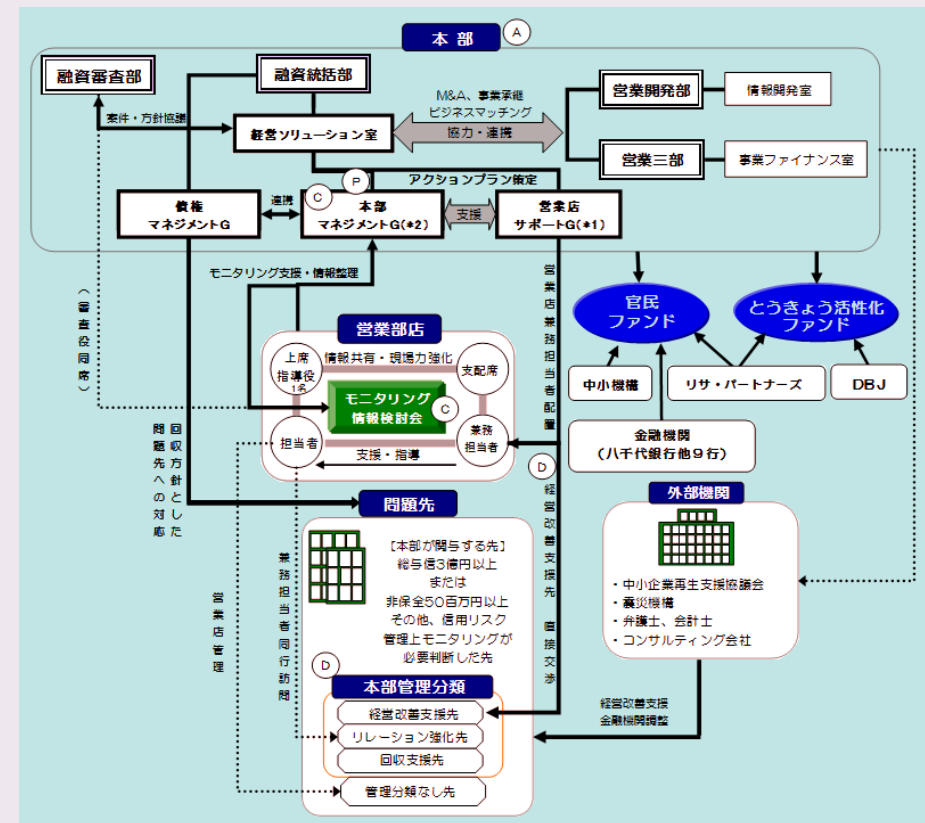 本部
A
融資審査部
融資統括部
M&A、事業承継
ビジネスマッチング
協力・連携
営業開発部
情報開発室
案件・方針協議
経営ソリューション室
営業三部
事業ファイナンス室
アクションプラン策定
P
C
債権
マネジメントG
連携
本部
マネジメントG(*2)
支援
営業店
サポートG(*1)
モニタリング支援・情報整理
(審査役同席)
営業店兼務担当者配置
官民
ファンド
とうきょう活性化
ファンド
営業部店
上席
指導役
1名
情報共有・現場力強化
支配席
モニタリング
情報検討会
C
担当者
兼務
担当者
支援・指導
中小機構
リサ・パートナーズ
DBJ
金融機関
(八千代銀行他9行)
回収方針とした
問題先への対応
D
経営改善支援先 直接交渉
問題先
[本部が関与する先]
総与信3億円以上
または
非保全50百万円以上
その他、信用リスク
管理上モニタリングが
必要判断した先
外部機関
・中小企業再生支援協議会
・震災機構
・弁護士、会計士
・コンサルティング会社
営業店管理
兼務担当者同行訪問
D
本部管理分類
経営改善支援先
リレーション強化先
回収支援先
管理分類なし先
経営改善支援
金融機関調整